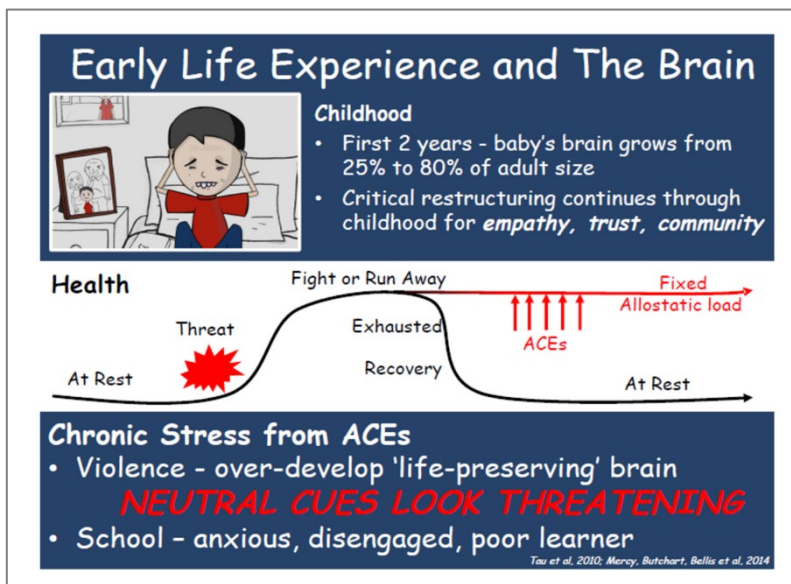 Early Life Experience and The Brain
Childhood
• First 2 years - baby's brain grows from
25% to 80% of adult size
• Critical restructuring continues through
childhood for empathy, trust, community
Health
Fight or Run Away
Fixed
Allostatic load
Threat
Exhausted
ACEs
Recovery
At Rest
At Rest
Chronic Stress from ACEs
• Violence - over-develop 'life-preserving' brain
NEUTRAL CUES LOOK THREATENING
• School – anxious, disengaged, poor learner
Tau et al, 2010; Mercy, Butchart, Bellis et al, 2014